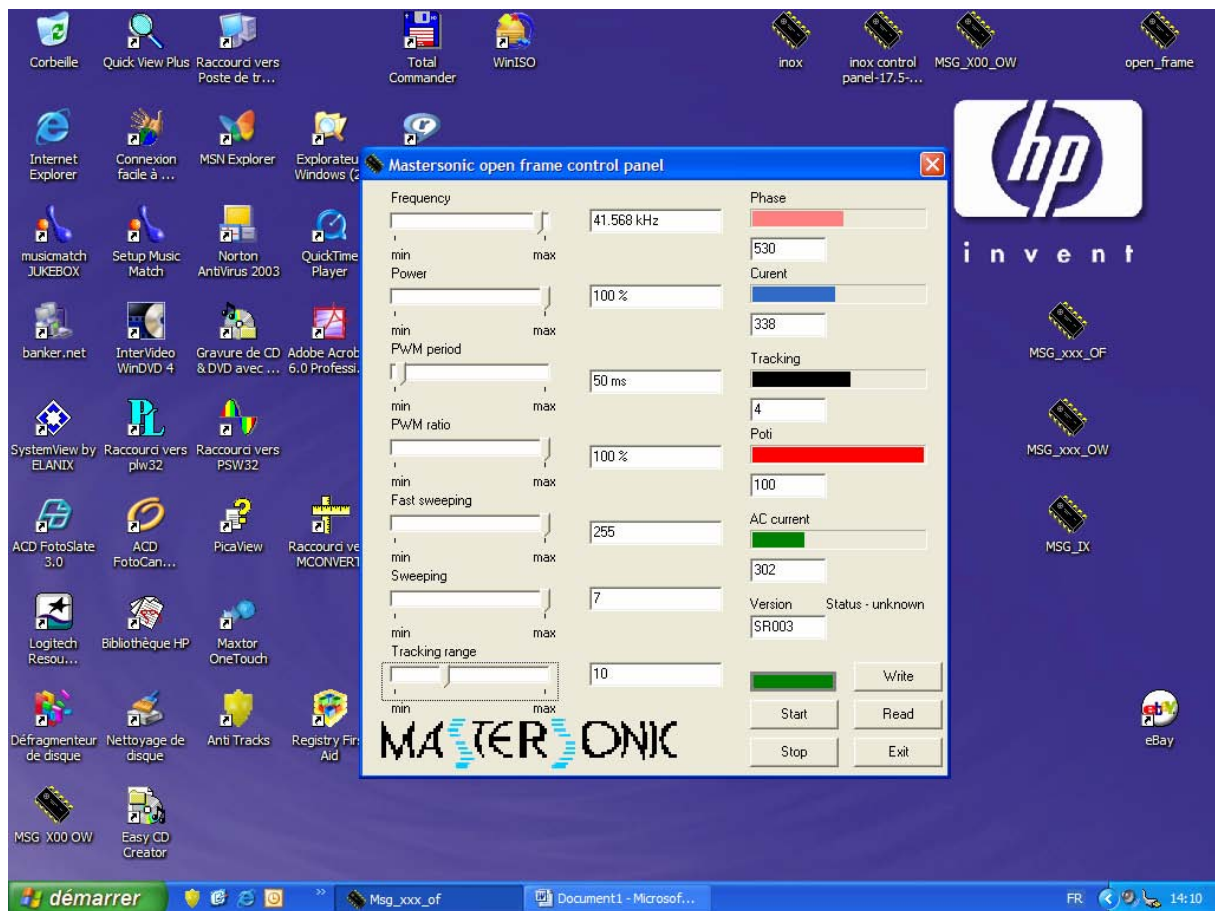 Corbeille
Quick View Plus
Raccourci vers
Poste de tr...
Total
Commander
WinISO
inox
inox control
panel-17.5-...
MSG_X00_OW
open_frame
Internet
Explorer
Connexion
facile à ...
MSN Explorer
Explorateu
Windows (2
hp
invent
musicmatch
JUKEBOX
Setup Music
Match
Norton
AntiVirus 2003
QuickTime
Player
banker.net
InterVideo
WinDVD 4
Gravure de CD
& DVD avec ...
Adobe Acrob
6.0 Professi.
MSG_xxx_OF
SystemView by
ELANIX
Raccourci vers
plw32
Raccourci vers
PSW32
MSG_xxx_OW
ACD FotoSlate
3.0
ACD
FotoCan...
PicaView
Raccourci ve
MCONVERT
MSG_IX
Logitech
Resou...
Bibliothèque HP
Maxtor
OneTouch
Défragmenteur
de disque
Nettoyage de
disque
Anti Tracks
Registry Firs
Aid
eBay
MSG X00 OW
Easy CD
Creator
Mastersonic open frame control panel
Frequency
41.568 kHz
min max
Power
100 %
min max
PWM period
50 ms
min max
PWM ratio
100 %
min max
Fast sweeping
255
min max
Sweeping
7
min max
Tracking range
10
min max
MASTERSONIC
Phase
530
Curent
338
Tracking
4
Poti
100
AC current
302
Version Status - unknown
SR003
Write
Start Read
Stop Exit
démarrer
Msg_xxx_of
Document1 - Microsof...
FR
14:10